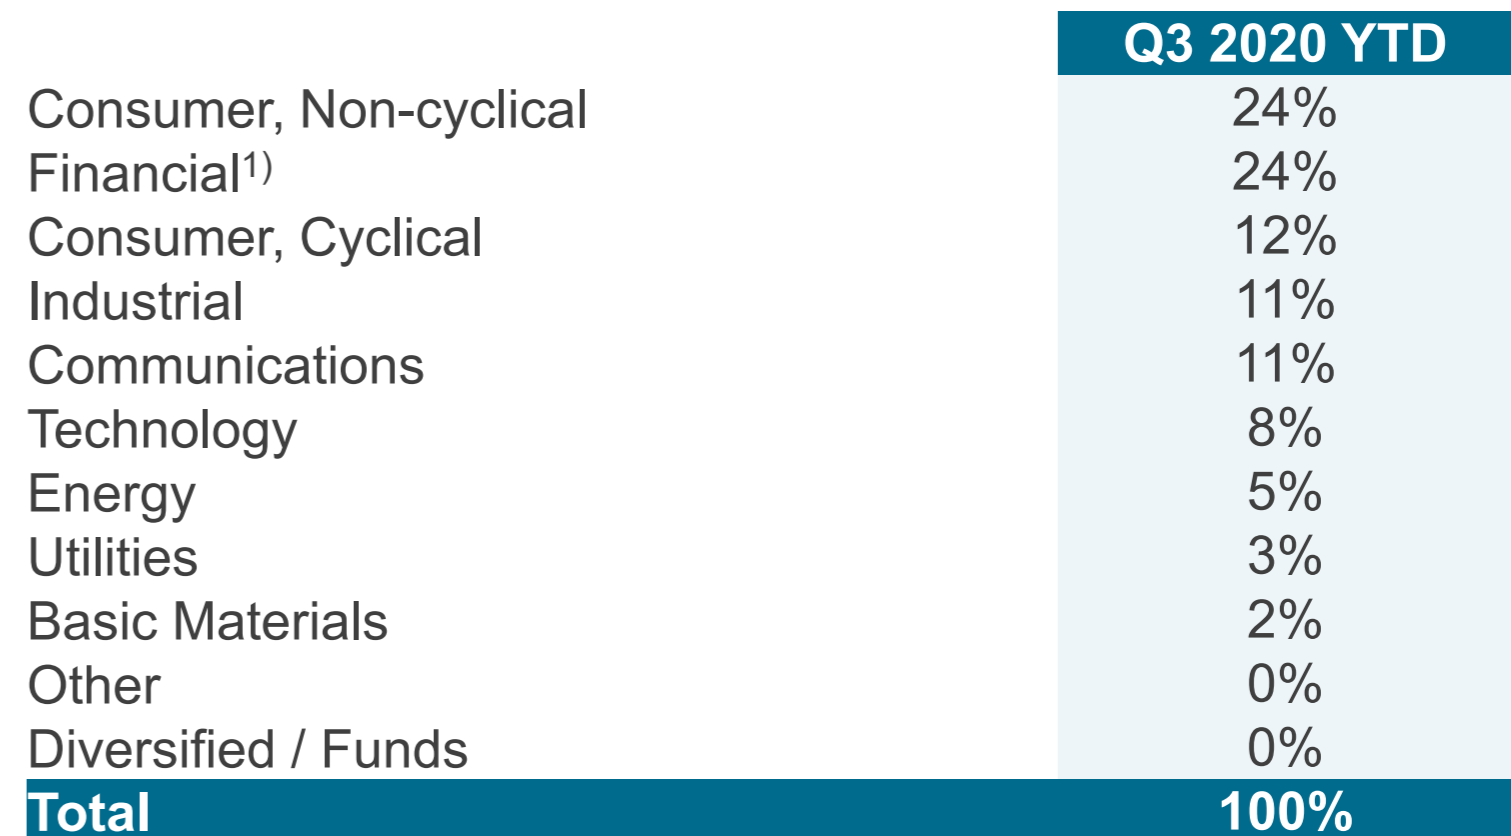 Q3 2020 YTD
Consumer, Non-cyclical 24%
Financial1) 24%
Consumer, Cyclical 12%
Industrial 11%
Communications 11%
Technology 8%
Energy 5%
Utilities 3%
Basic Materials 2%
Other 0%
Diversified / Funds 0%
Total 100%